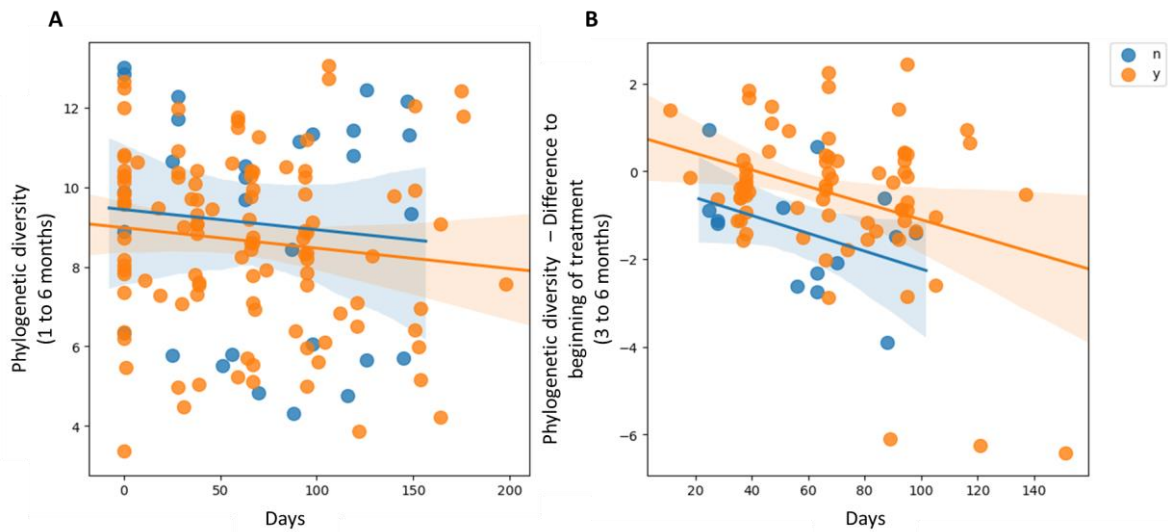 A
Phylogenetic diversity
(1 to 6 months)
12
10
8
6
4
0
50
100
150
200
Days
B
Phylogenetic diversity – Difference to
beginning of treatment
(3 to 6 months)
2
0
−2
−4
−6
20
40
60
80
100
120
140
Days
n
y